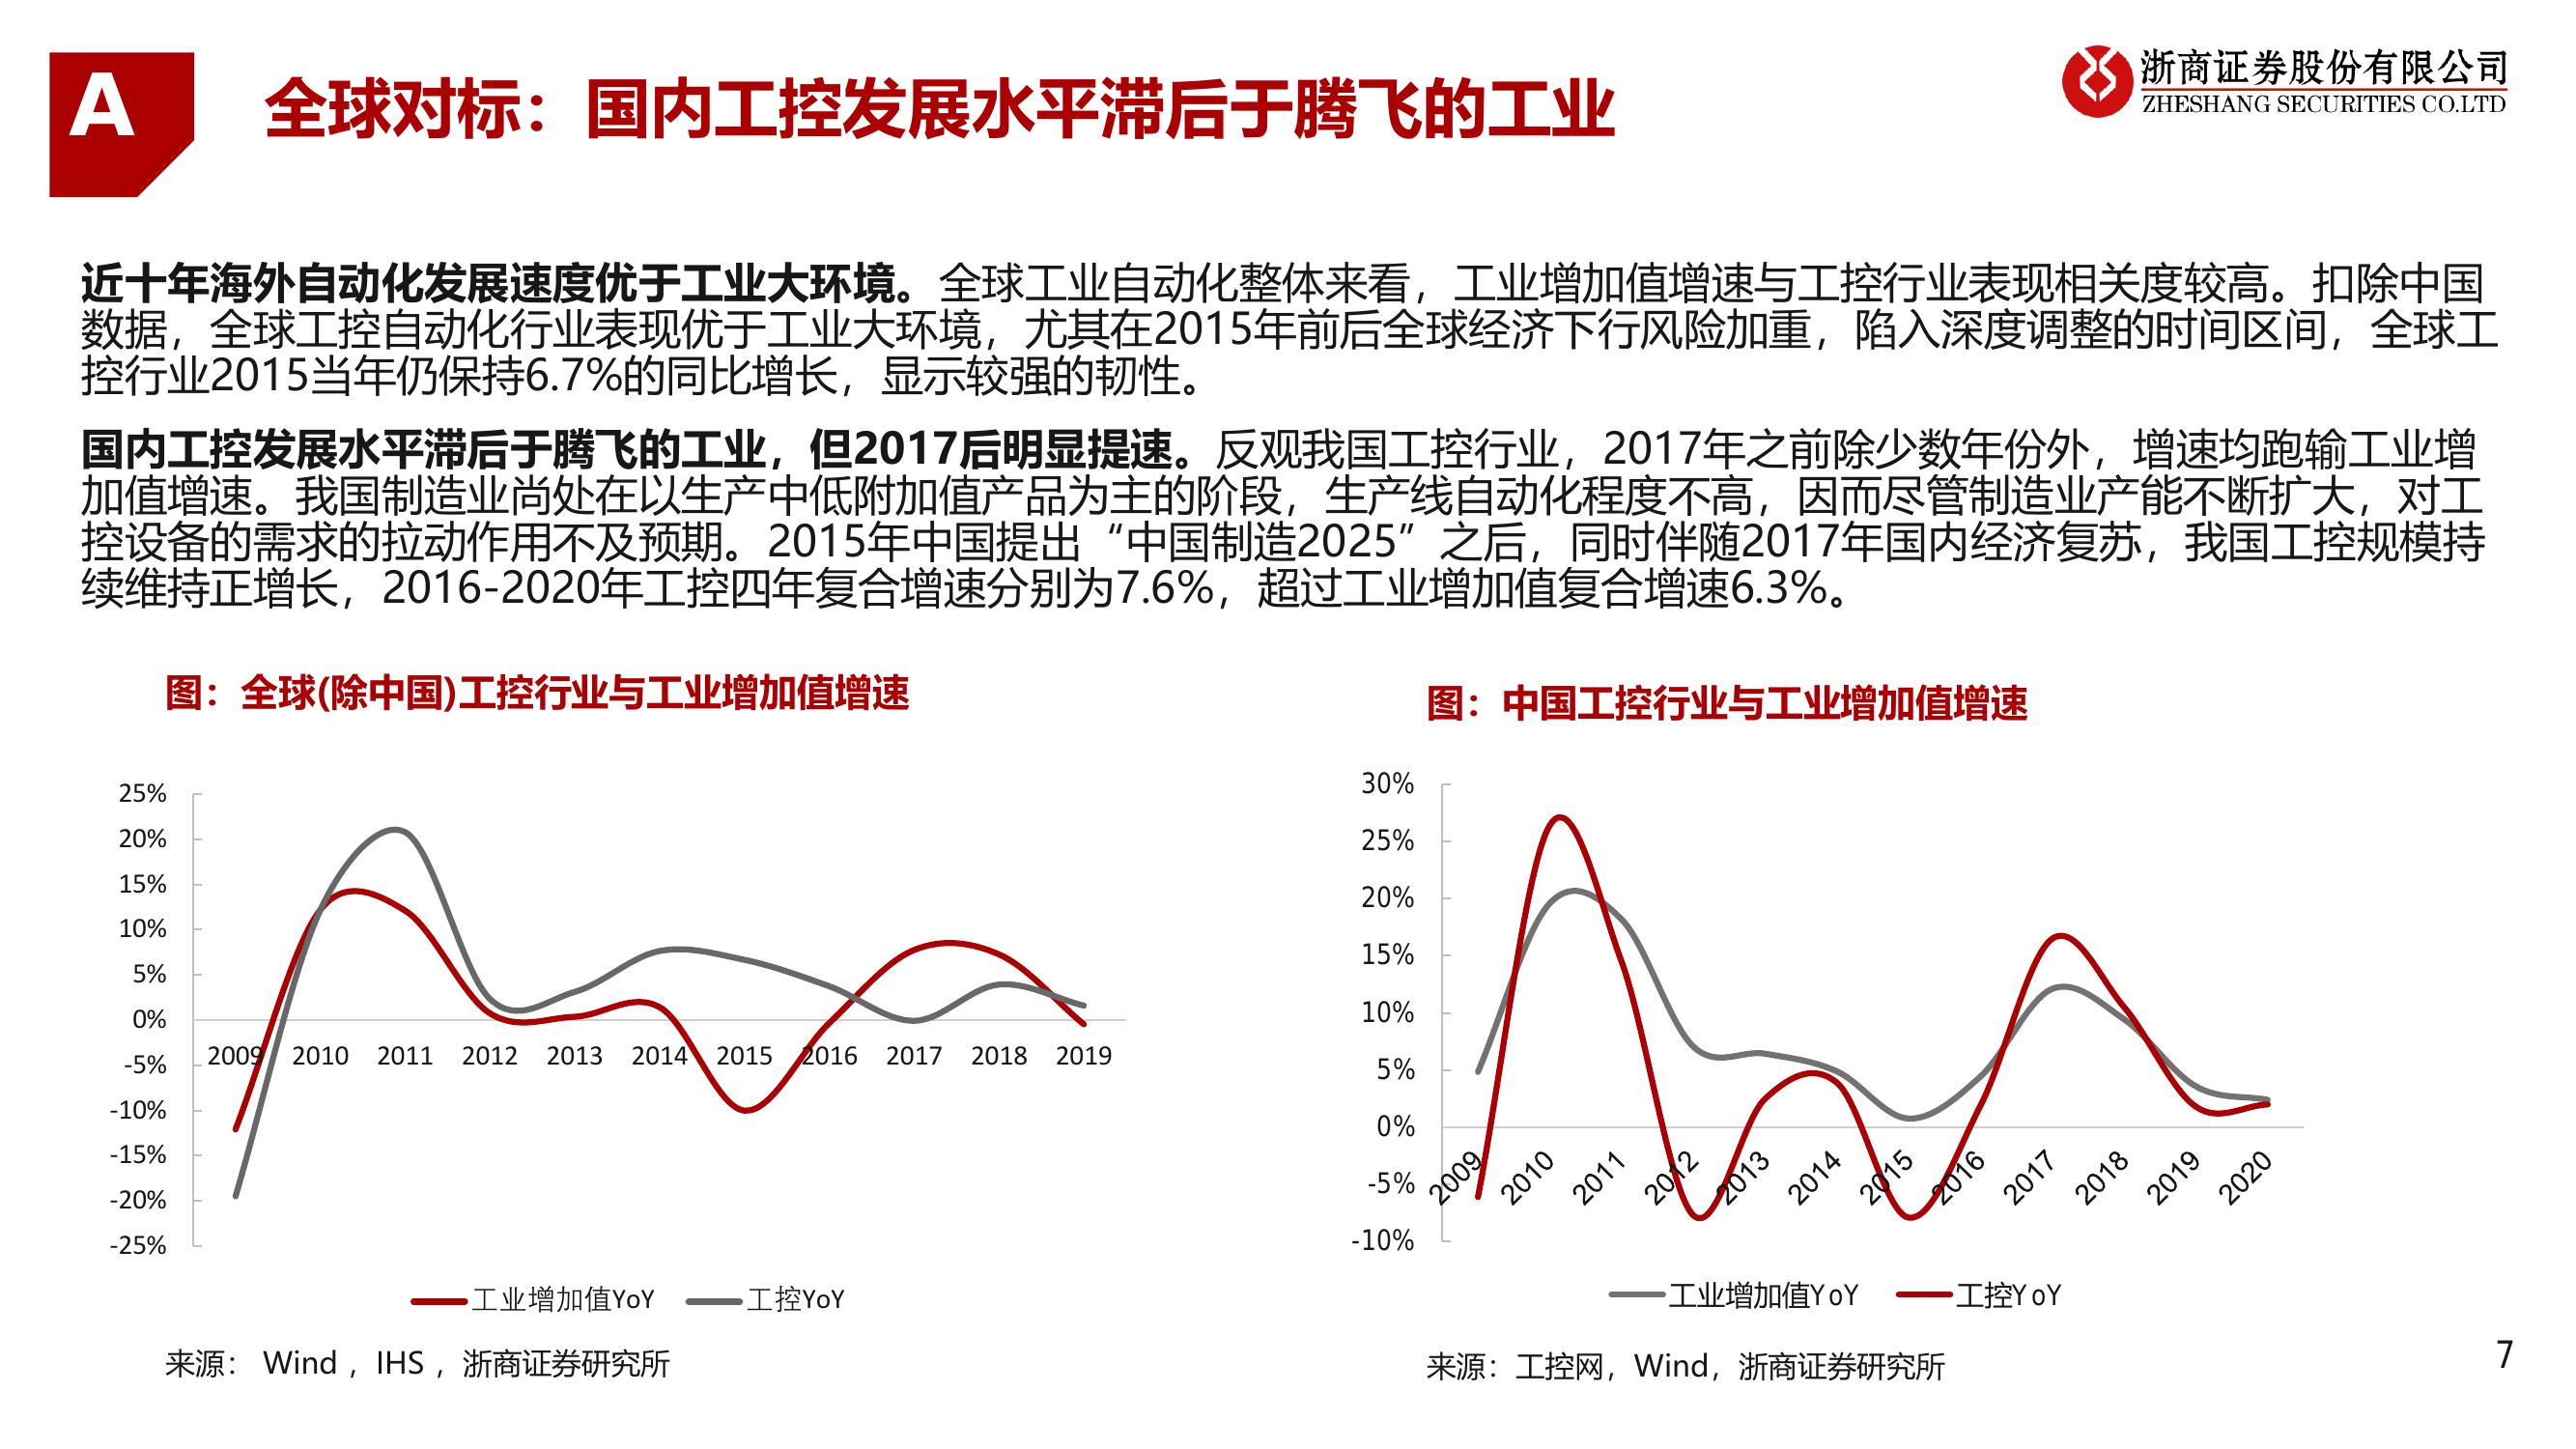 A
全球对标：国内工控发展水平滞后于腾飞的工业
浙商证券股份有限公司
ZHESHANG SECURITIES CO.LTD
近十年海外自动化发展速度优于工业大环境。全球工业自动化整体来看，工业增加值增速与工控行业表现相关度较高。扣除中国
数据，全球工控自动化行业表现优于工业大环境，尤其在2015年前后全球经济下行风险加重，陷入深度调整的时间区间，全球工
控行业2015当年仍保持6.7%的同比增长，显示较强的韧性。
国内工控发展水平滞后于腾飞的工业，但2017后明显提速。反观我国工控行业，2017年之前除少数年份外，增速均跑输工业增
加值增速。我国制造业尚处在以生产中低附加值产品为主的阶段，生产线自动化程度不高，因而尽管制造业产能不断扩大，对工
控设备的需求的拉动作用不及预期。2015年中国提出“中国制造2025”之后，同时伴随2017年国内经济复苏，我国工控规模持
续维持正增长，2016-2020年工控四年复合增速分别为7.6%，超过工业增加值复合增速6.3%。
图：全球(除中国)工控行业与工业增加值增速
25%
20%
15%
10%
5%
0%
-5%
-10%
-15%
-20%
-25%
2009 2010 2011 2012 2013 2014 2015 2016 2017 2018 2019
工业增加值YoY 工控YoY
来源： Wind ，IHS ，浙商证券研究所
图：中国工控行业与工业增加值增速
30%
25%
20%
15%
10%
5%
0%
-5%
-10%
2009 2010 2011 2012 2013 2014 2015 2016 2017 2018 2019 2020
工业增加值YoY 工控YoY
来源：工控网，Wind，浙商证券研究所
7